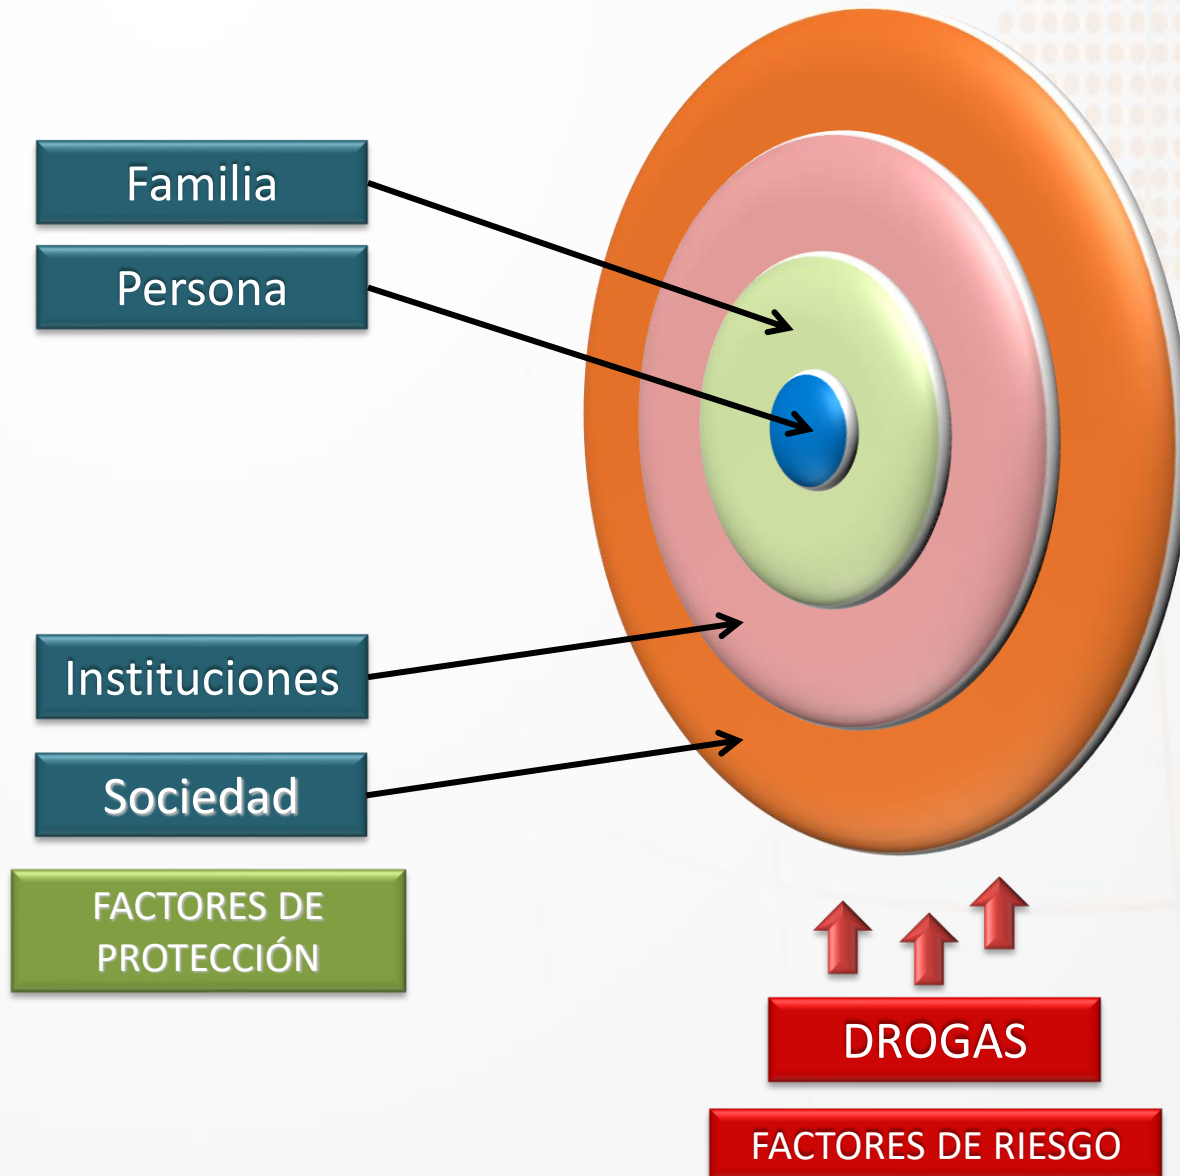 Familia
Persona
Instituciones
Sociedad
FACTORES DE
PROTECCIÓN
DROGAS
FACTORES DE RIESGO